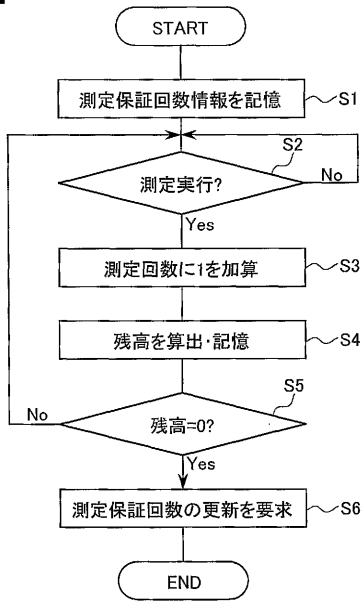 START
測定保証回数情報を記憶
S1
S2
測定実行?
No
Yes
測定回数に1を加算
S3
残高を算出・記憶
S4
S5
残高=0?
No
Yes
測定保証回数の更新を要求
S6
END